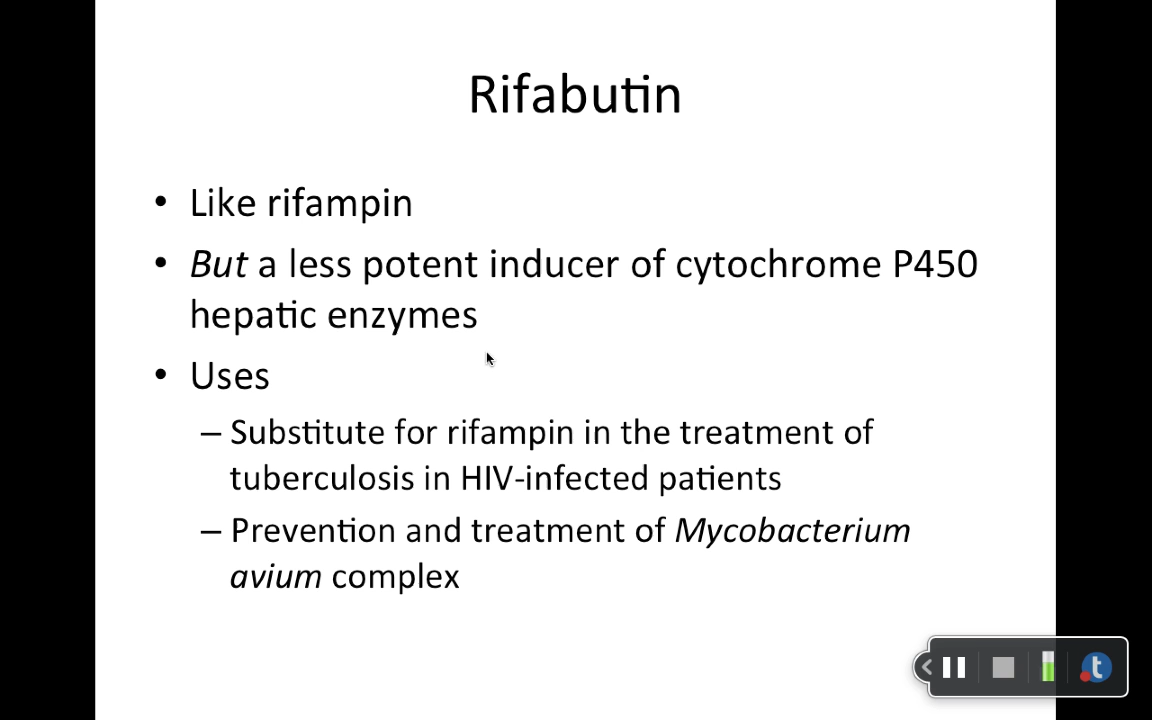 Rifabutin
• Like rifampin
• But a less potent inducer of cytochrome P450
hepatic enzymes
• Uses
– Substitute for rifampin in the treatment of
tuberculosis in HIV-infected patients
– Prevention and treatment of Mycobacterium
avium complex
t